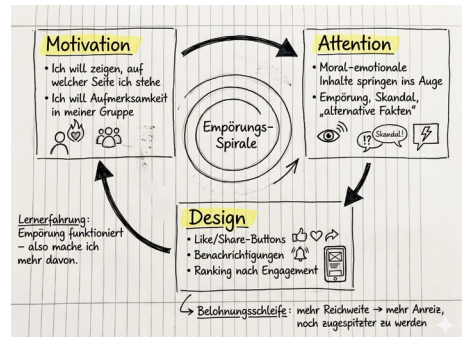 Motivation
• Ich will zeigen, auf
welcher Seite ich stehe
• Ich will Aufmerksamkeit
in meiner Gruppe
Attention
• Moral-emotionale
Inhalte springen ins Auge
• Empörung, Skandal,
„alternative Fakten“
!?
Skandal!
Empörungs-
Spirale
Design
• Like/Share-Buttons
• Benachrichtigungen
• Ranking nach Engagement
Lernerfahrung:
Empörung funktioniert
– also mache ich
mehr davon.
Belohnungsschleife: mehr Reichweite → mehr Anreiz,
noch zugespitzter zu werden